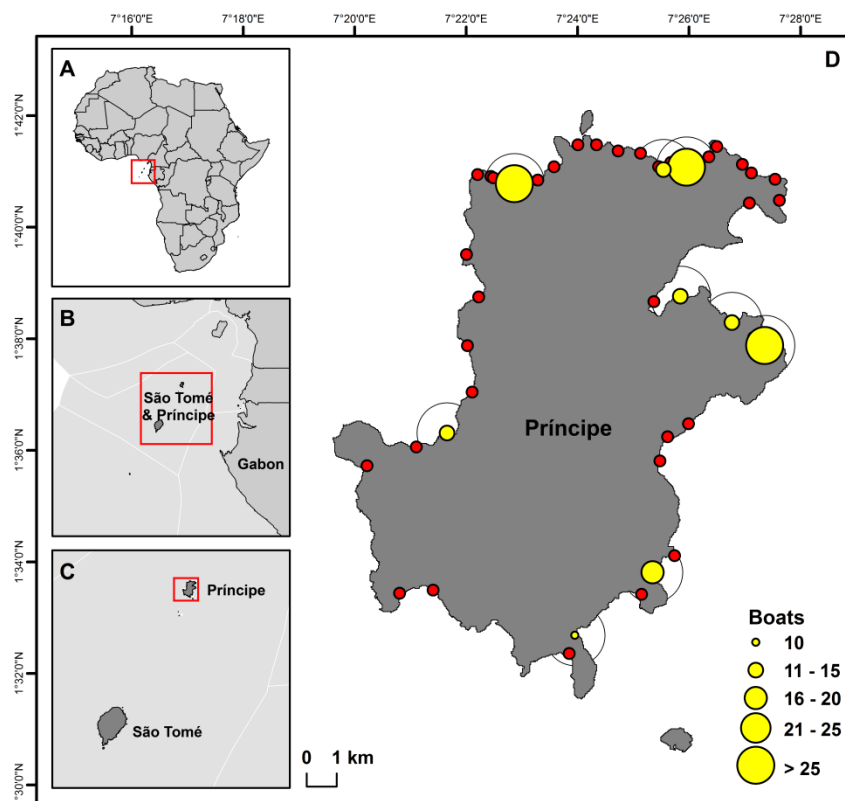 7°16'0"E
7°18'0"E
7°20'0"E
7°22'0"E
7°24'0"E
7°26'0"E
7°28'0"E
1°42'0"N
1°40'0"N
1°38'0"N
1°36'0"N
1°34'0"N
1°32'0"N
1°30'0"N
A
B
São Tomé
& Príncipe
Gabon
C
Príncipe
São Tomé
D
Príncipe
0 1 km
Boats
10
11 - 15
16 - 20
21 - 25
> 25